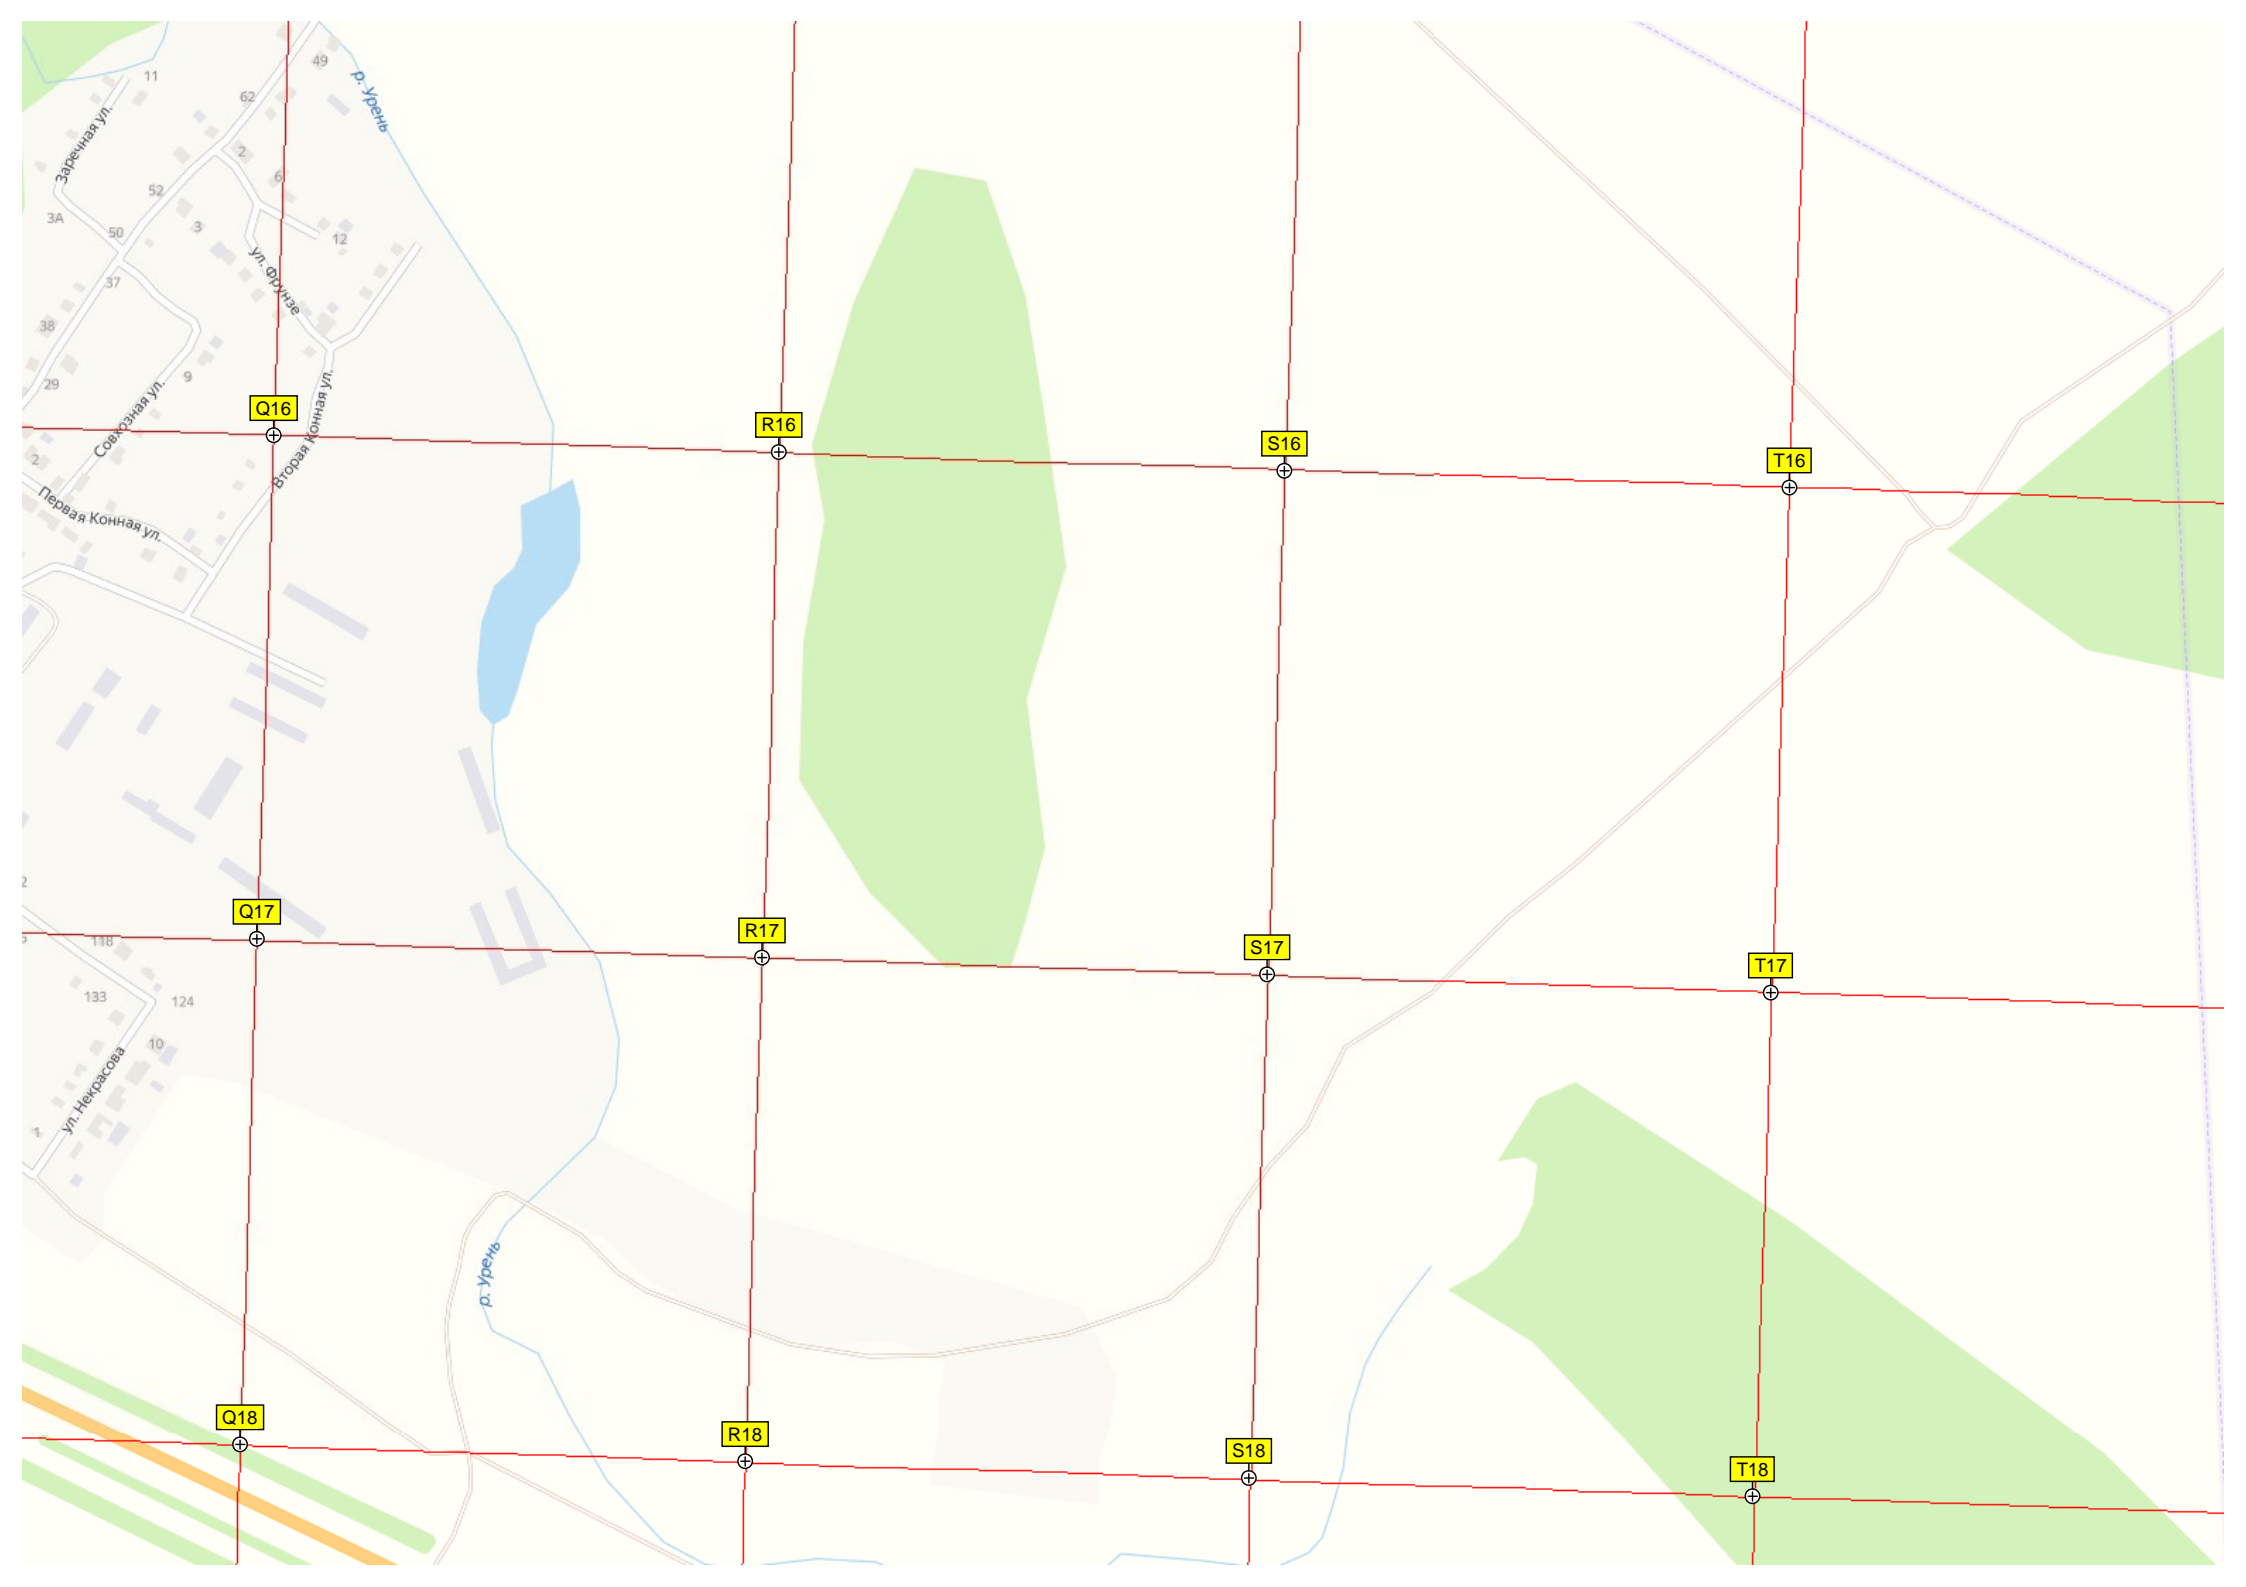 49
11
62
р. Урень
Заречная ул.
2
6
52
3А
3
50
12
ул. Фрунзе
37
38
9
29
Q16
R16
S16
T16
Совхозная ул.
Вторая Конная ул.
2
Первая Конная ул.
2
Q17
R17
S17
T17
118
133
124
10
ул. Некрасова
1
р. Урень
Q18
R18
S18
T18